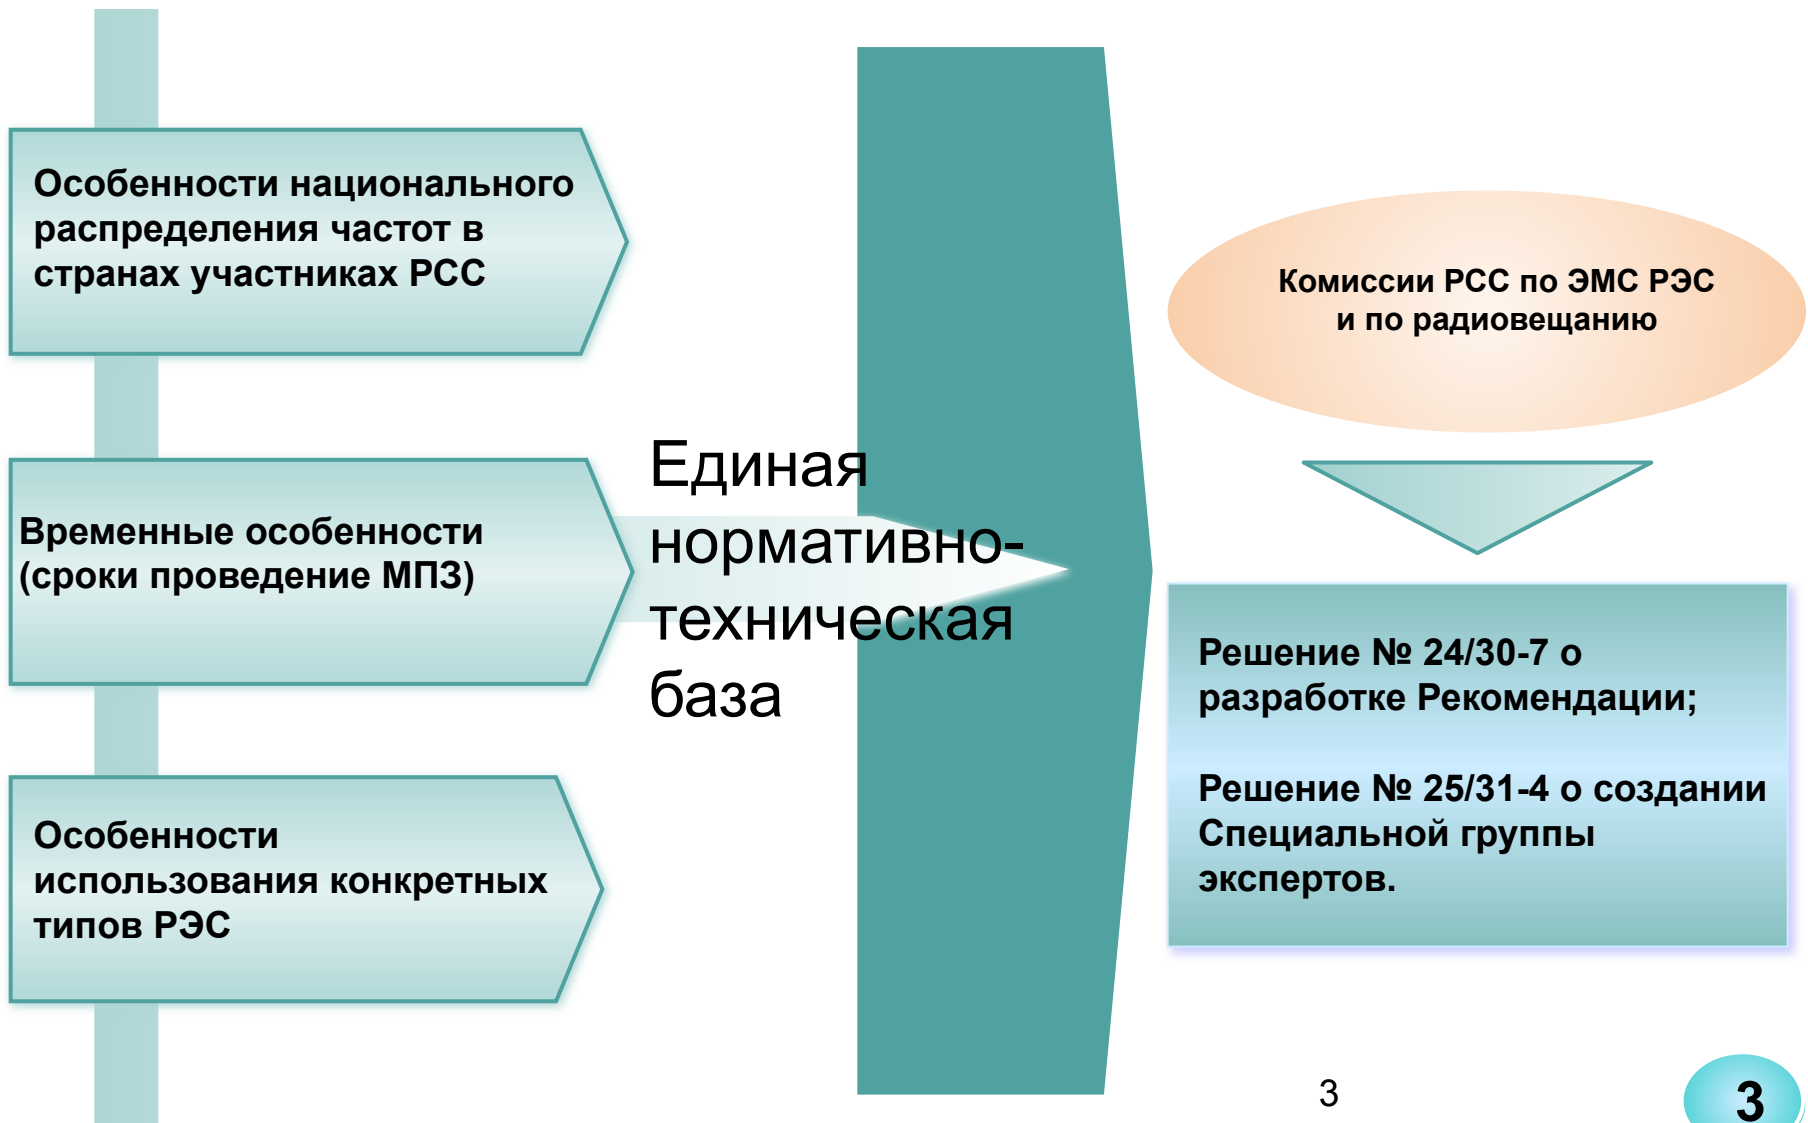 Особенности национального
распределения частот в
странах участниках РСС
Временные особенности
(сроки проведение МПЗ)
Особенности
использования конкретных
типов РЭС
Единая
нормативно-
техническая
база
Комиссии РСС по ЭМС РЭС
и по радиовещанию
Решение № 24/30-7 о
разработке Рекомендации;
Решение № 25/31-4 о создании
Специальной группы
экспертов.
3
3